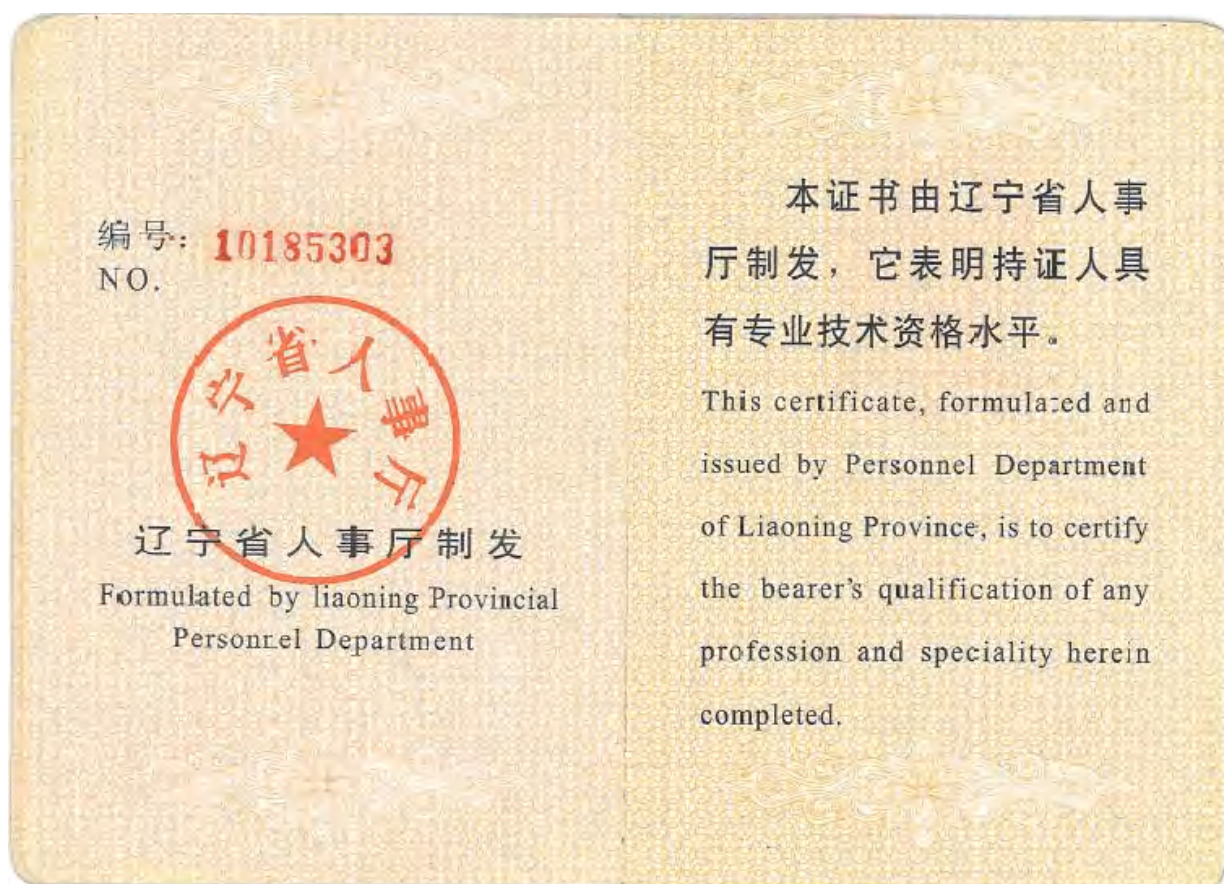 编号: 10185303
NO.
辽宁省人事厅
辽宁省人事厅制发
Formulated by liaoning Provincial
Personnel Department
本证书由辽宁省人事
厅制发，它表明持证人具
有专业技术资格水平。
This certificate, formulated and
issued by Personnel Department
of Liaoning Province, is to certify
the bearer's qualification of any
profession and speciality herein
completed.